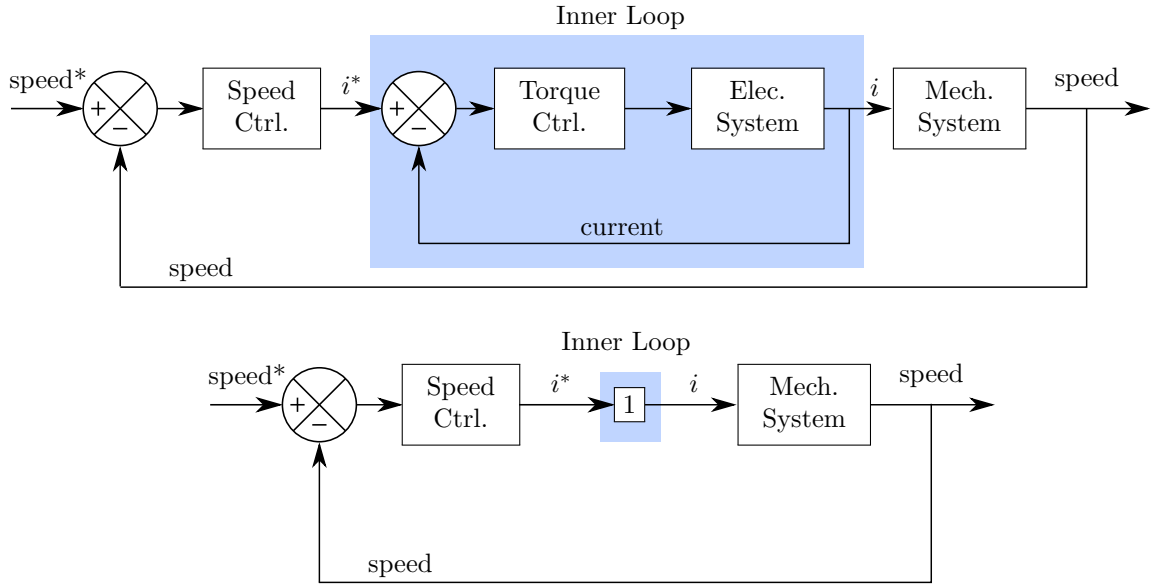 Inner Loop
speed*
+
−
Speed
Ctrl.
i*
+
−
Torque
Ctrl.
Elec.
System
i
Mech.
System
speed
current
speed
Inner Loop
speed*
+
−
Speed
Ctrl.
i*
1
i
Mech.
System
speed
speed